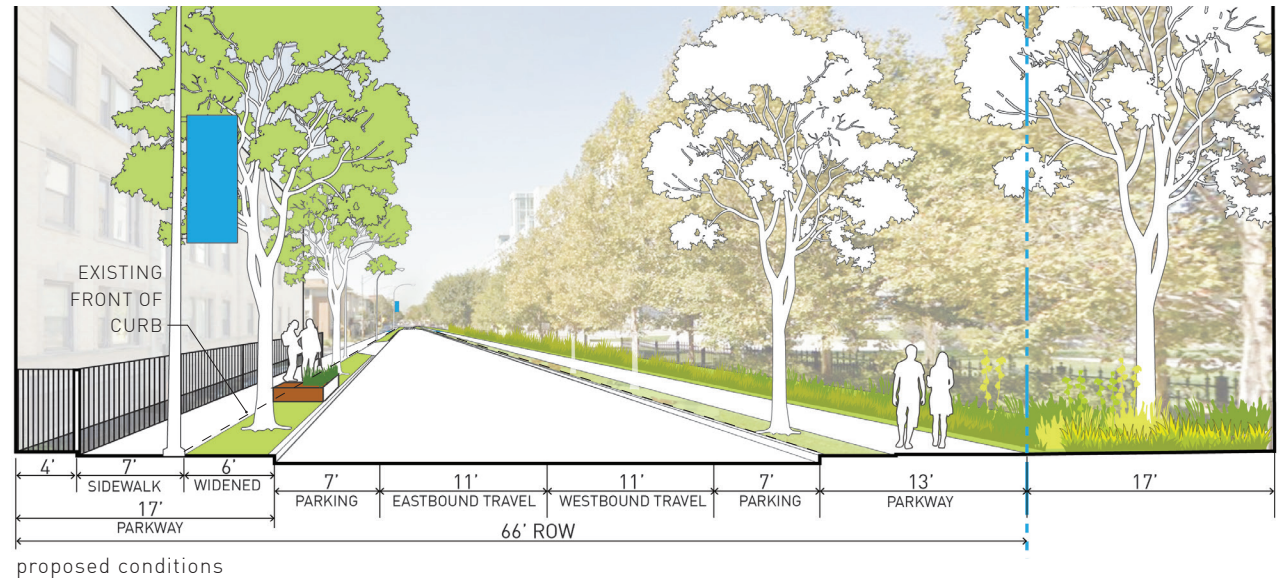 EXISTING
FRONT OF
CURB
4' 7' 6' 7' 11' 11' 7' 13' 17'
SIDEWALK WIDENED PARKING EASTBOUND TRAVEL WESTBOUND TRAVEL PARKING PARKWAY
17'
PARKWAY
66' ROW
proposed conditions